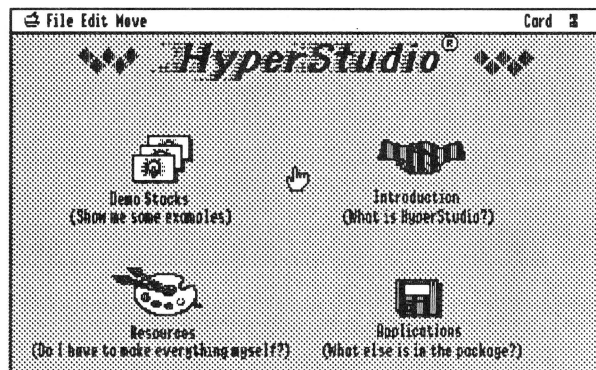 File Edit Move Card
HyperStudio®
Demo Stacks
(Show me some examples)
Introduction
(What is HyperStudio?)
Resources
(Do I have to make everything myself?)
Applications
(What else is in the package?)